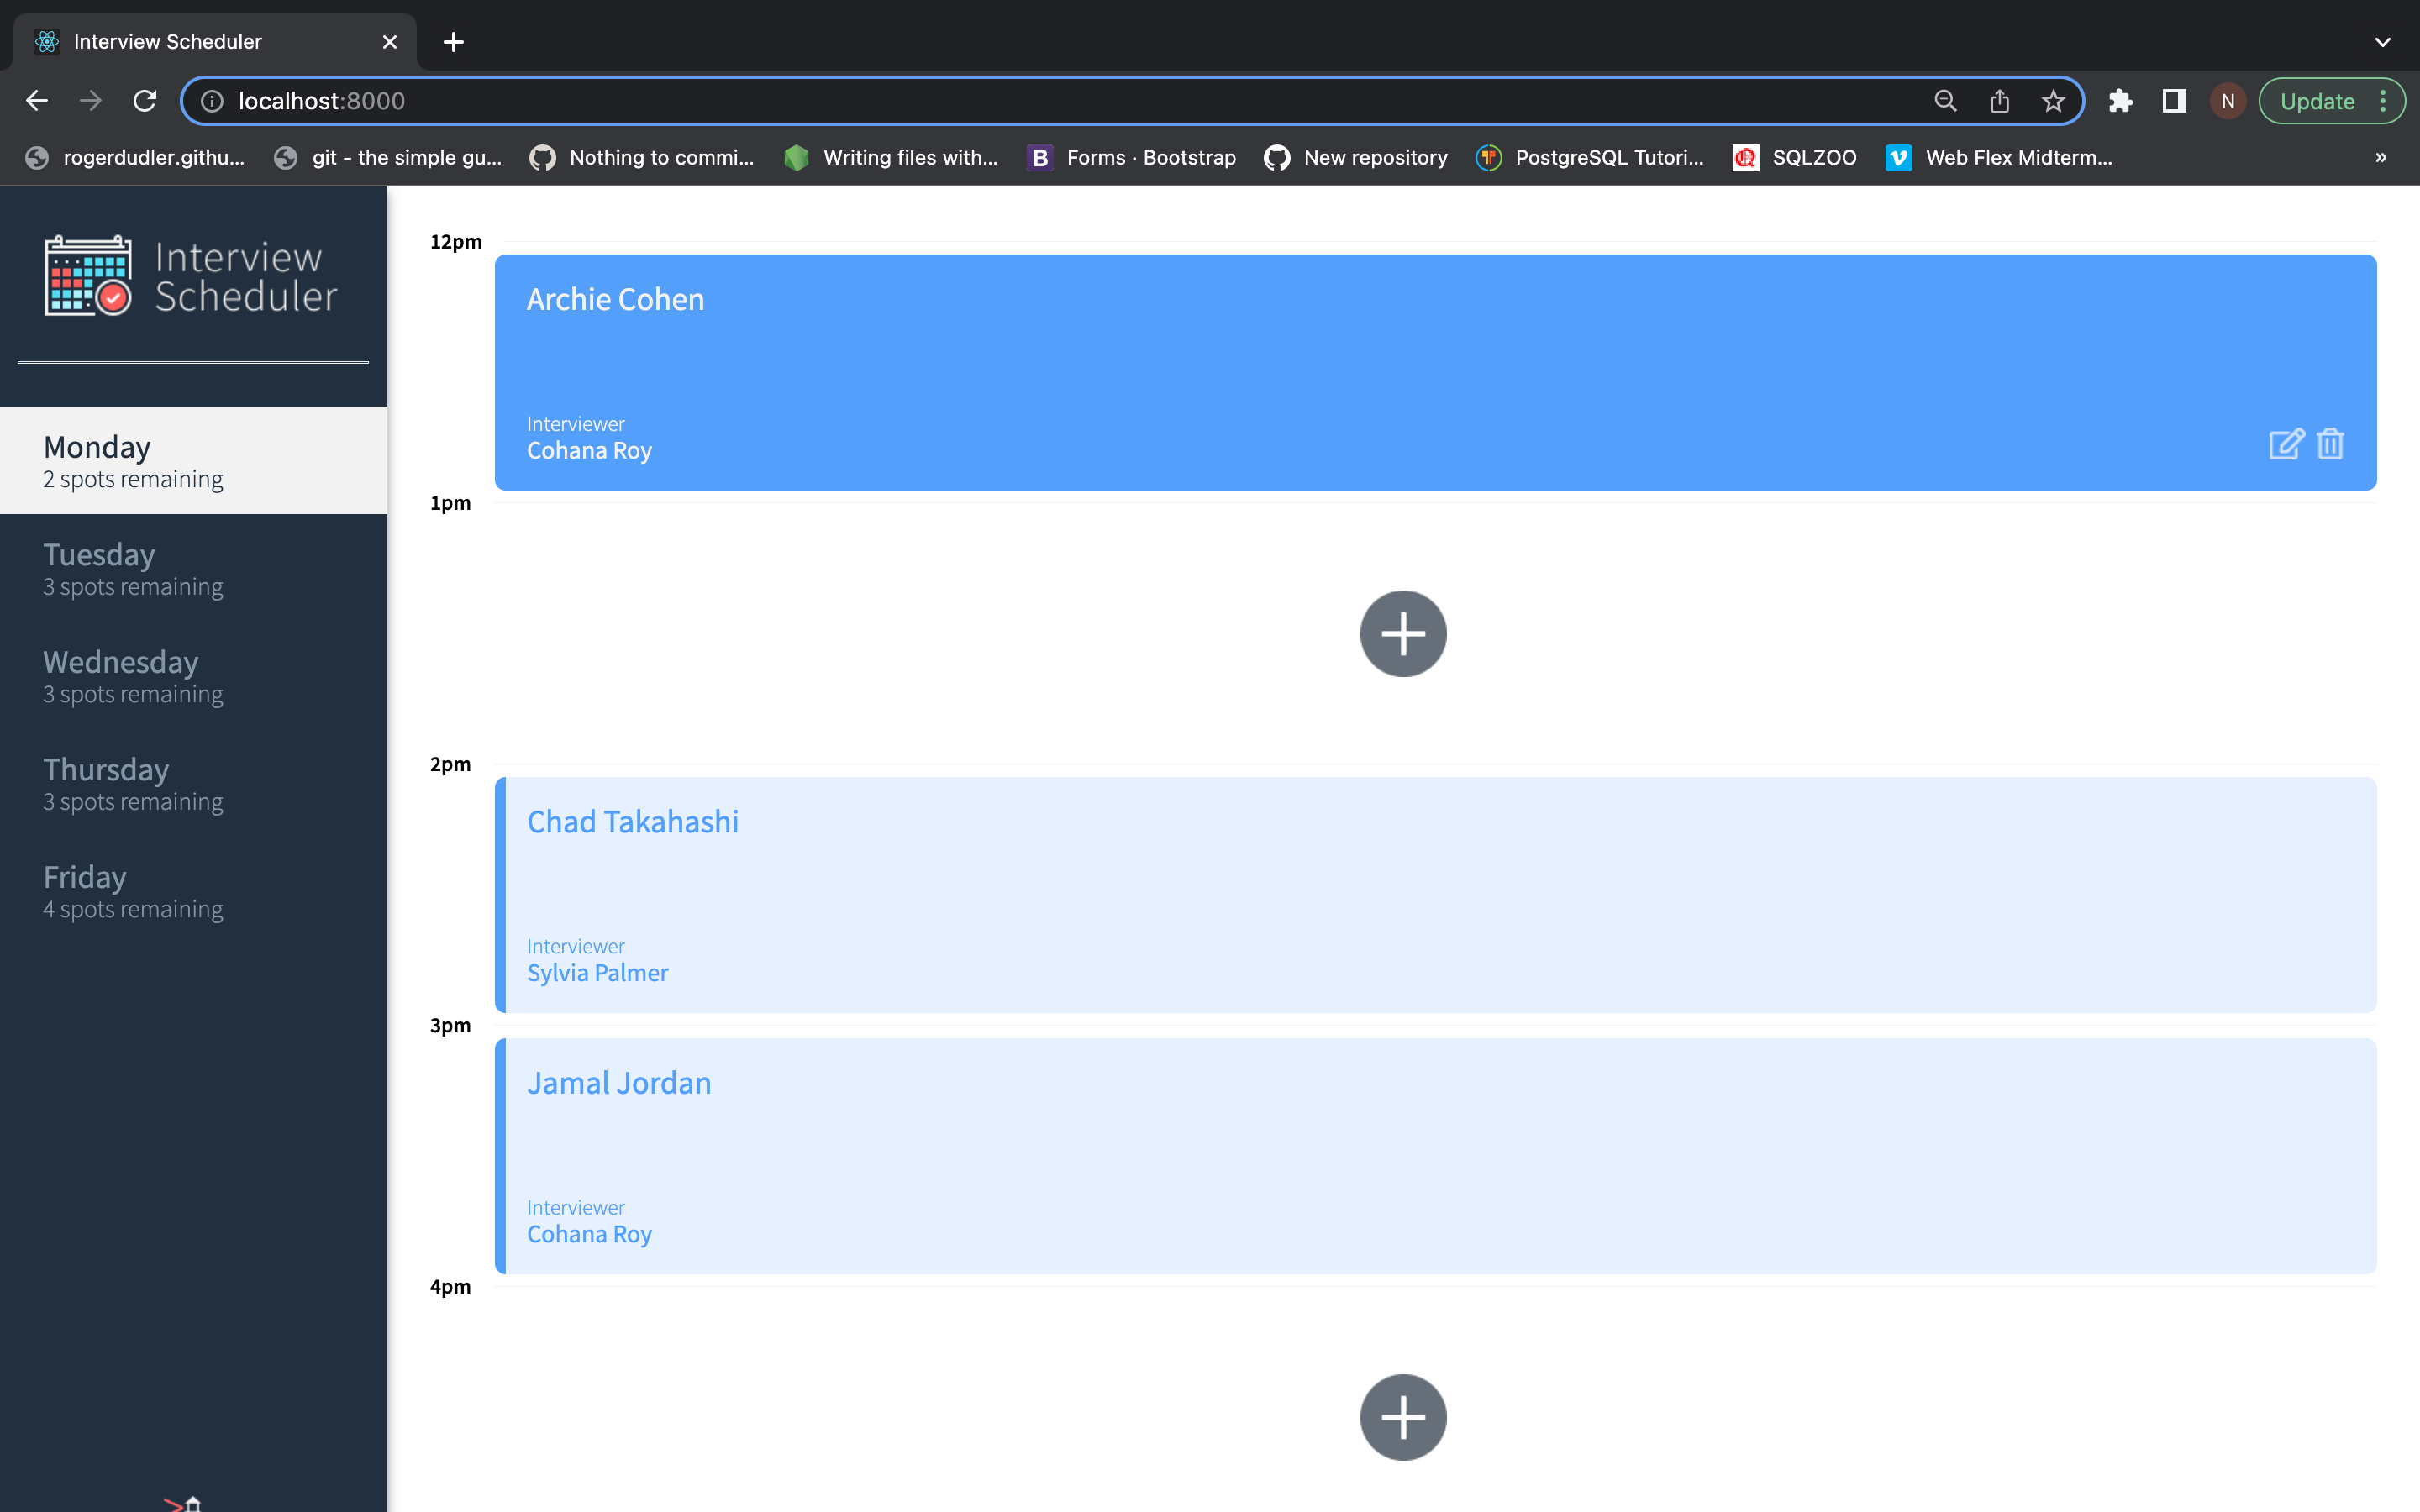 Interview Scheduler
localhost:8000
N
Update
rogerdudler.githu...
git - the simple gu...
Nothing to commi...
Writing files with...
B
Forms · Bootstrap
New repository
PostgreSQL Tutori...
SQLZOO
Web Flex Midterm...
»
Interview
Scheduler
Monday
2 spots remaining
Tuesday
3 spots remaining
Wednesday
3 spots remaining
Thursday
3 spots remaining
Friday
4 spots remaining
12pm
Archie Cohen
Interviewer
Cohana Roy
1pm
2pm
Chad Takahashi
Interviewer
Sylvia Palmer
3pm
Jamal Jordan
Interviewer
Cohana Roy
4pm